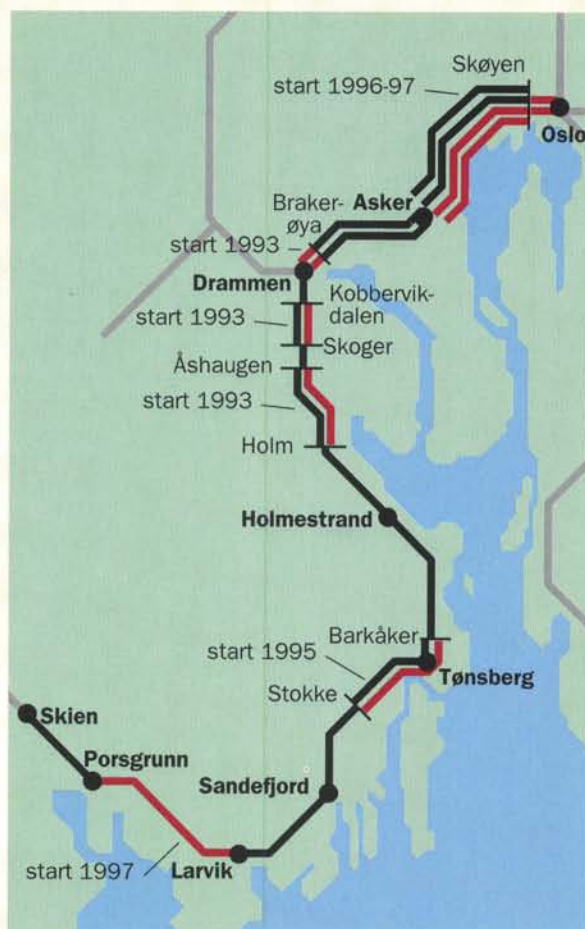 Skøyen
start 1996-97
Oslo
Asker
Braker-
øya
start 1993
Drammen
Kobbervik-
dalen
start 1993
Skoger
Åshaugen
start 1993
Holm
Holmestrand
Barkåker
start 1995
Tønsberg
Stokke
Skien
Porsgrunn
Sandefjord
start 1997
Larvik